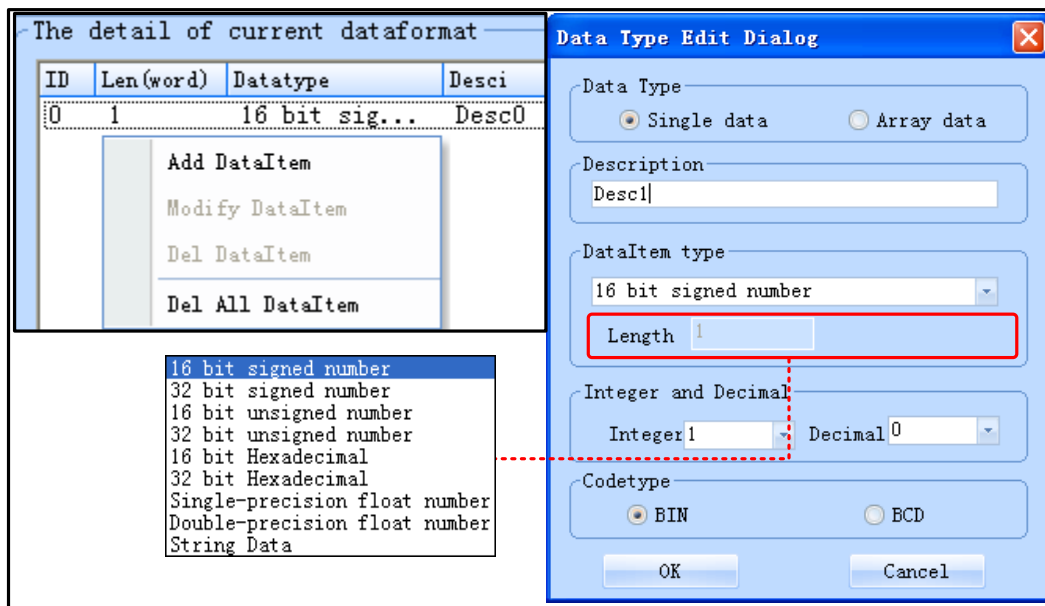 The detail of current dataformat
ID Len(word) Datatype Desci
0 1 16 bit sig... Desc0
Add DataItem
Modify DataItem
Del DataItem
Del All DataItem
16 bit signed number
32 bit signed number
16 bit unsigned number
32 bit unsigned number
16 bit Hexadecimal
32 bit Hexadecimal
Single-precision float number
Double-precision float number
String Data
Data Type Edit Dialog
Data Type
Single data Array data
Description
Desc1
DataItem type
16 bit signed number
Length 1
Integer and Decimal
Integer 1 Decimal 0
Codetype
BIN BCD
OK Cancel